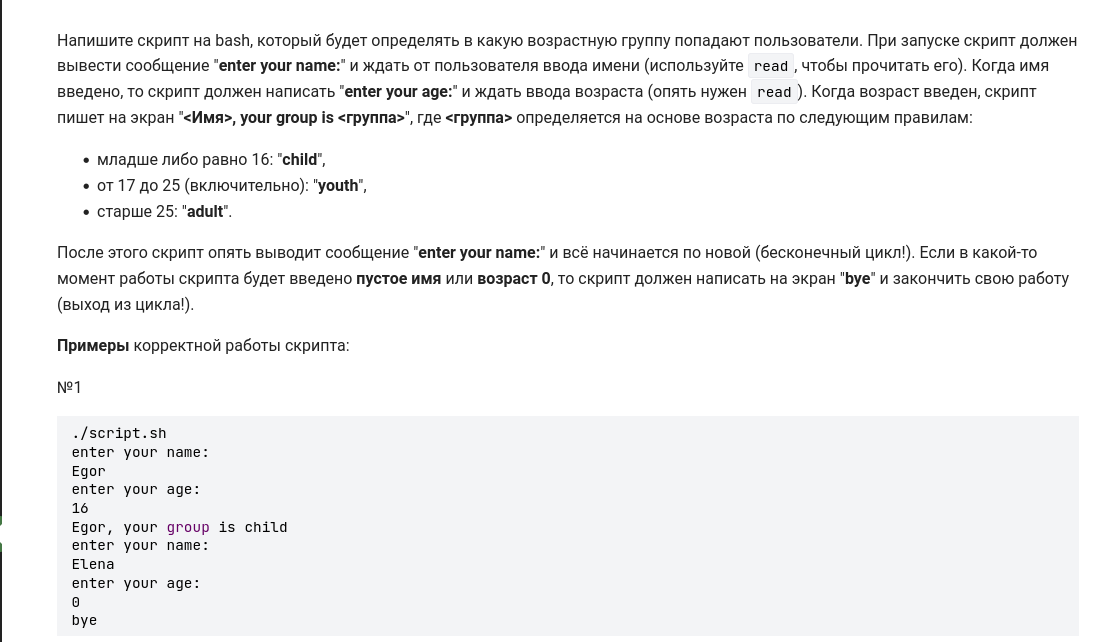 Напишите скрипт на bash, который будет определять в какую возрастную группу попадают пользователи. При запуске скрипт должен
вывести сообщение "enter your name:" и ждать от пользователя ввода имени (используйте read , чтобы прочитать его). Когда имя
введено, то скрипт должен написать "enter your age:" и ждать ввода возраста (опять нужен read ). Когда возраст введен, скрипт
пишет на экран "<Имя>, your group is <группа>", где <группа> определяется на основе возраста по следующим правилам:
• младше либо равно 16: "child",
• от 17 до 25 (включительно): "youth",
• старше 25: "adult".
После этого скрипт опять выводит сообщение "enter your name:" и всё начинается по новой (бесконечный цикл!). Если в какой-то
момент работы скрипта будет введено пустое имя или возраст 0, то скрипт должен написать на экран "bye" и закончить свою работу
(выход из цикла!).
Примеры корректной работы скрипта:
№1
./script.sh
enter your name:
Egor
enter your age:
16
Egor, your group is child
enter your name:
Elena
enter your age:
0
bye